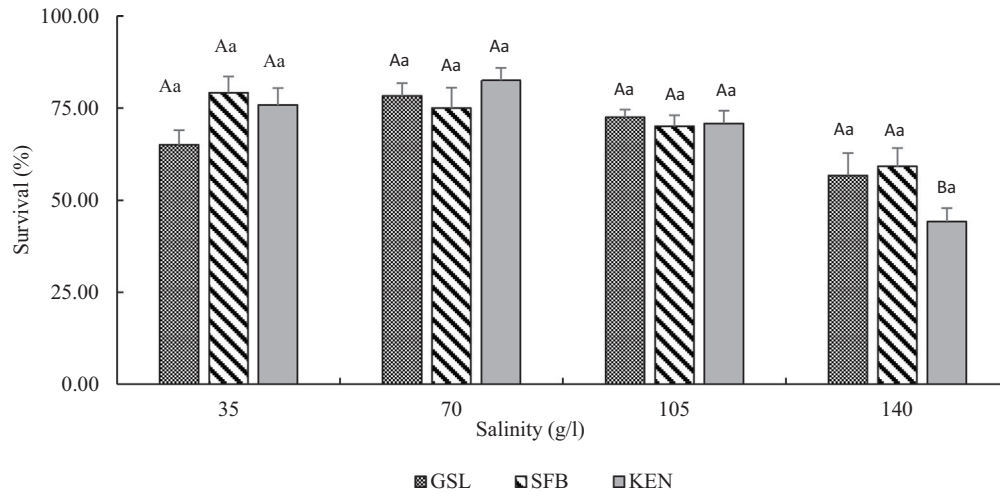 100.00
75.00
50.00
25.00
0.00
Survival (%)
Aa Aa Aa
Aa Aa Aa
Aa Aa Aa
Aa Aa Ba
35 70 105 140
Salinity (g/l)
GSL SFB KEN